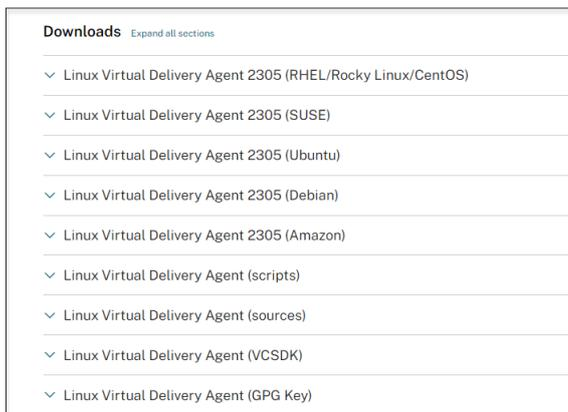 Downloads Expand all sections
Linux Virtual Delivery Agent 2305 (RHEL/Rocky Linux/CentOS)
Linux Virtual Delivery Agent 2305 (SUSE)
Linux Virtual Delivery Agent 2305 (Ubuntu)
Linux Virtual Delivery Agent 2305 (Debian)
Linux Virtual Delivery Agent 2305 (Amazon)
Linux Virtual Delivery Agent (scripts)
Linux Virtual Delivery Agent (sources)
Linux Virtual Delivery Agent (VCSDK)
Linux Virtual Delivery Agent (GPG Key)